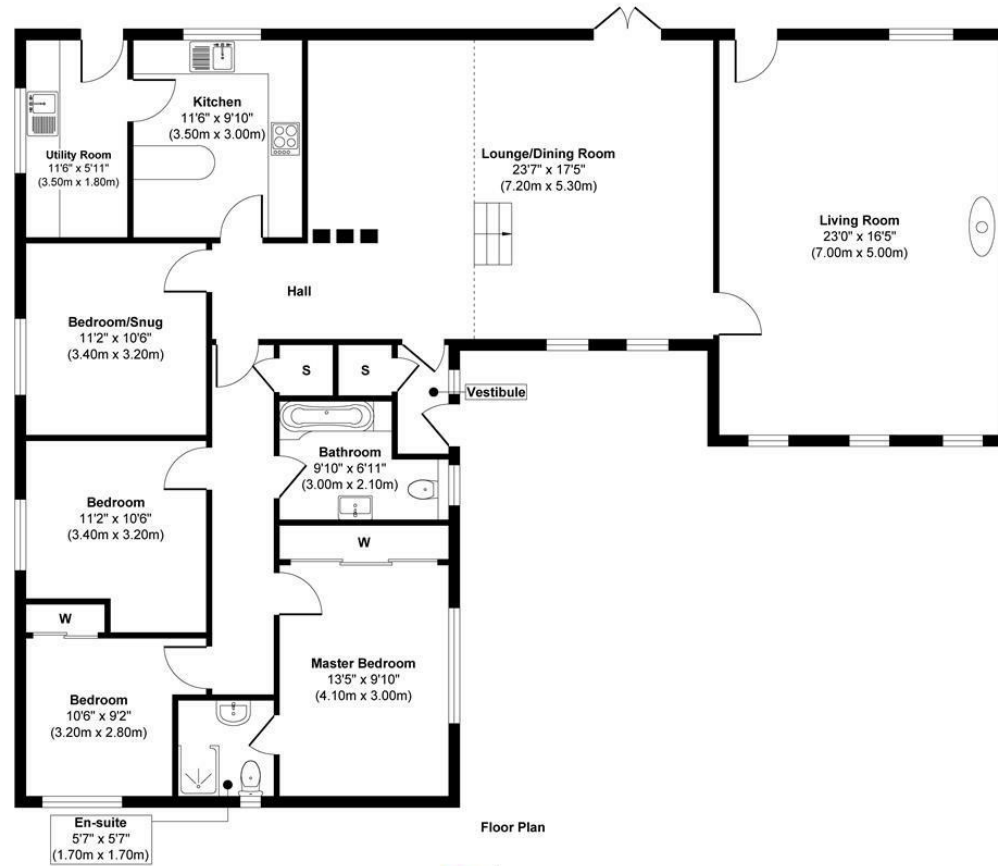 Kitchen
11'6" x 9'10"
(3.50m x 3.00m)
Utility Room
11'6" x 5'11"
(3.50m x 1.80m)
Lounge/Dining Room
23'7" x 17'5"
(7.20m x 5.30m)
Living Room
23'0" x 16'5"
(7.00m x 5.00m)
Hall
Bedroom/Snug
11'2" x 10'6"
(3.40m x 3.20m)
S
S
Vestibule
Bathroom
9'10" x 6'11"
(3.00m x 2.10m)
Bedroom
11'2" x 10'6"
(3.40m x 3.20m)
W
W
Master Bedroom
13'5" x 9'10"
(4.10m x 3.00m)
Bedroom
10'6" x 9'2"
(3.20m x 2.80m)
En-suite
5'7" x 5'7"
(1.70m x 1.70m)
Floor Plan